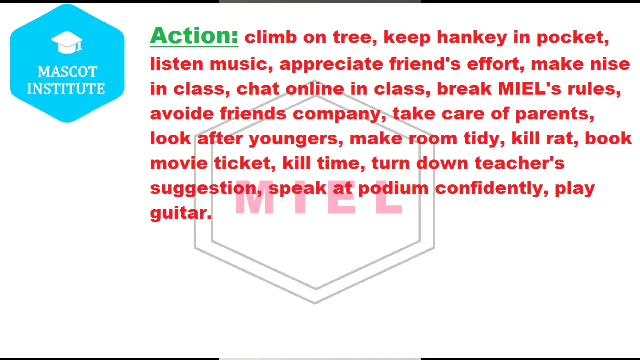 MASCOT
INSTITUTE
Action: climb on tree, keep hankey in pocket,
listen music, appreciate friend's effort, make nise
in class, chat online in class, break MIEL's rules,
avoide friends company, take care of parents,
look after youngers, make room tidy, kill rat, book
movie ticket, kill time, turn down teacher's
suggestion, speak at podium confidently, play
guitar.
MIEL